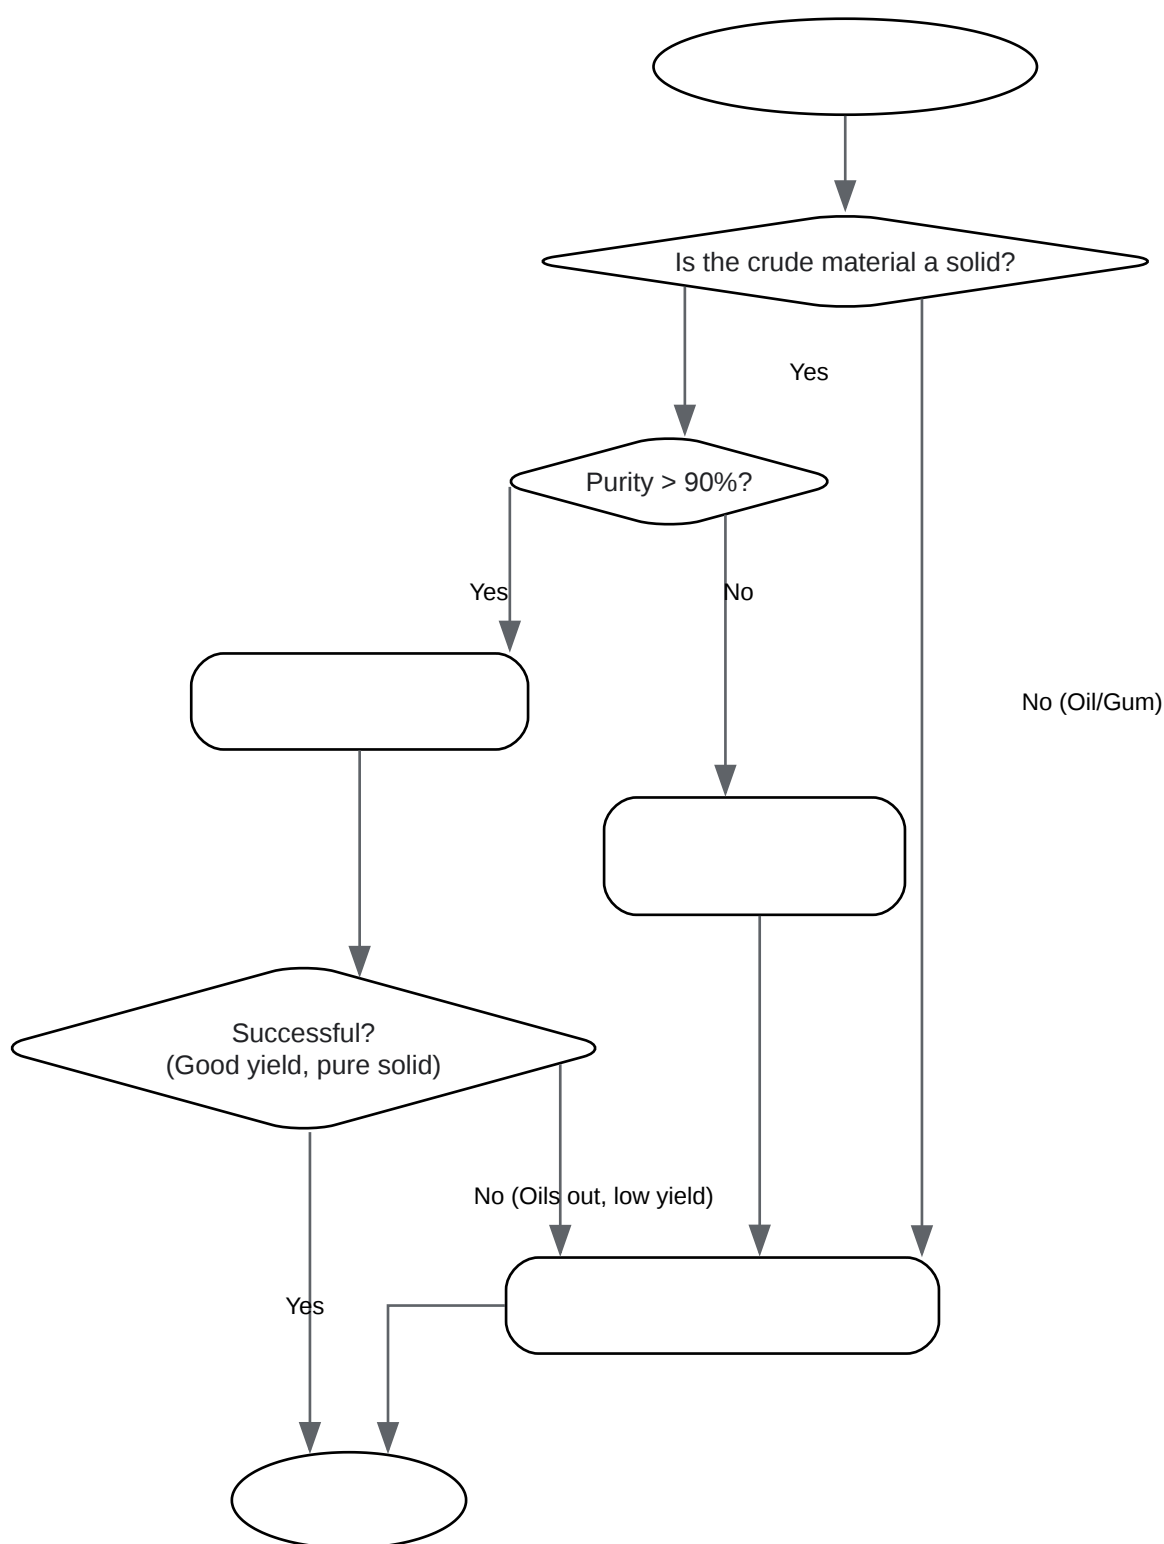 Is the crude material a solid?
Yes
Purity > 90%?
Yes
No
No (Oil/Gum)
Successful?
(Good yield, pure solid)
No (Oils out, low yield)
Yes